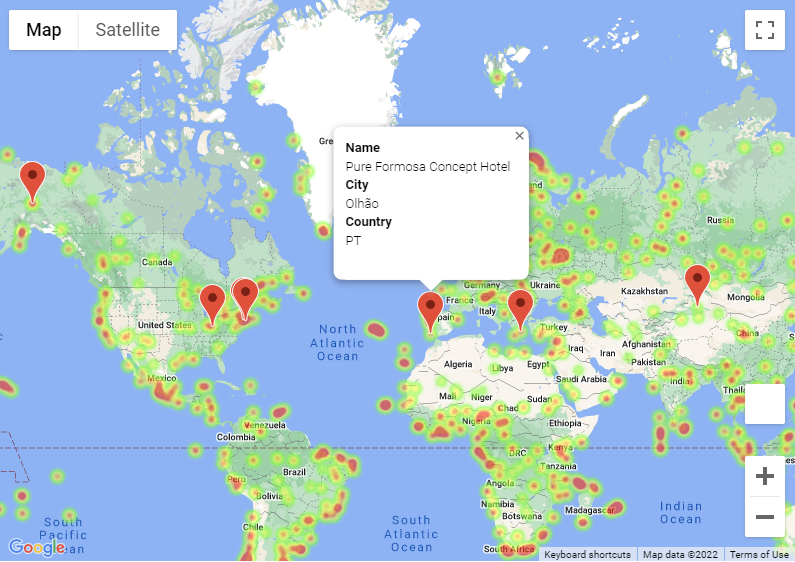 Map
Satellite
Name
Pure Formosa Concept Hotel
City
Olhão
Country
PT
Russia
Canada
Germany
Ukraine
Kazakhstan
Mongolia
France
Italy
United States
North
Atlantic
Ocean
Turkey
China
Iraq
Iran
Afghanistan
Pakistan
Algeria
Libya
Egypt
Saudi Arabia
India
Mexico
Mali
Niger
Chad
Sudan
Nigeria
Ethiopia
Venezuela
Colombia
DRC
Kenya
Tanzania
Peru
Brazil
Bolivia
Angola
Namibia
Botswana
Madagascar
Indian
Ocean
Chile
South
Atlantic
Ocean
South
Pacific
South Africa
Google
Keyboard shortcuts
Map data ©2022
Terms of Use